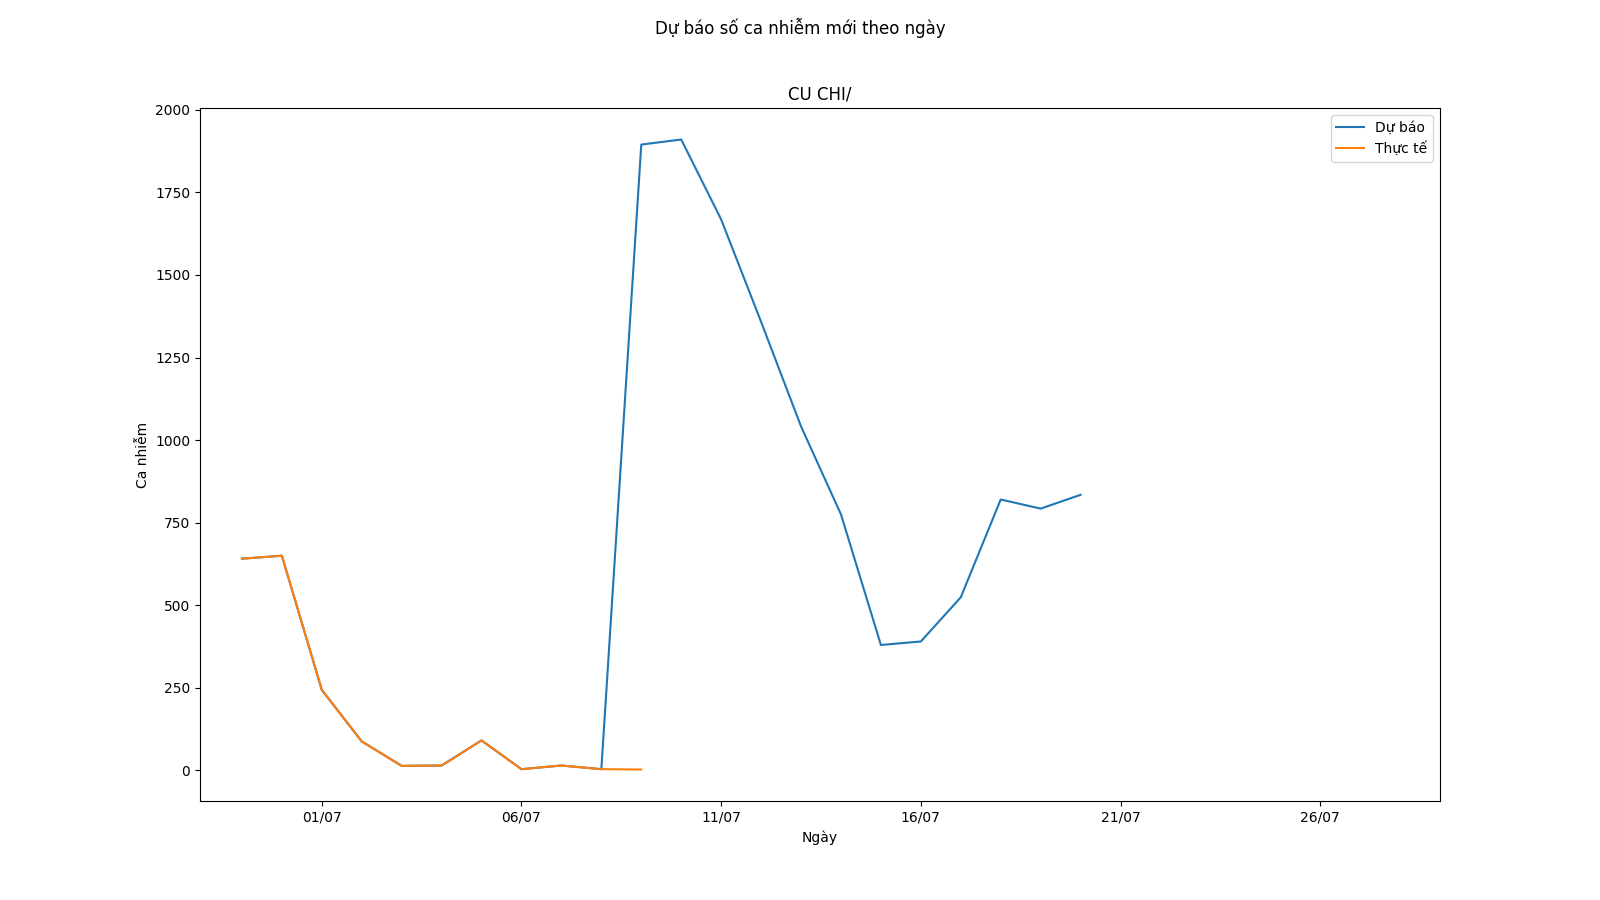 Dự báo số ca nhiễm mới theo ngày
CU CHI/
2000
1750
1500
1250
1000
750
500
250
0
Ca nhiễm
Dự báo
Thực tế
01/07
06/07
11/07
16/07
21/07
26/07
Ngày